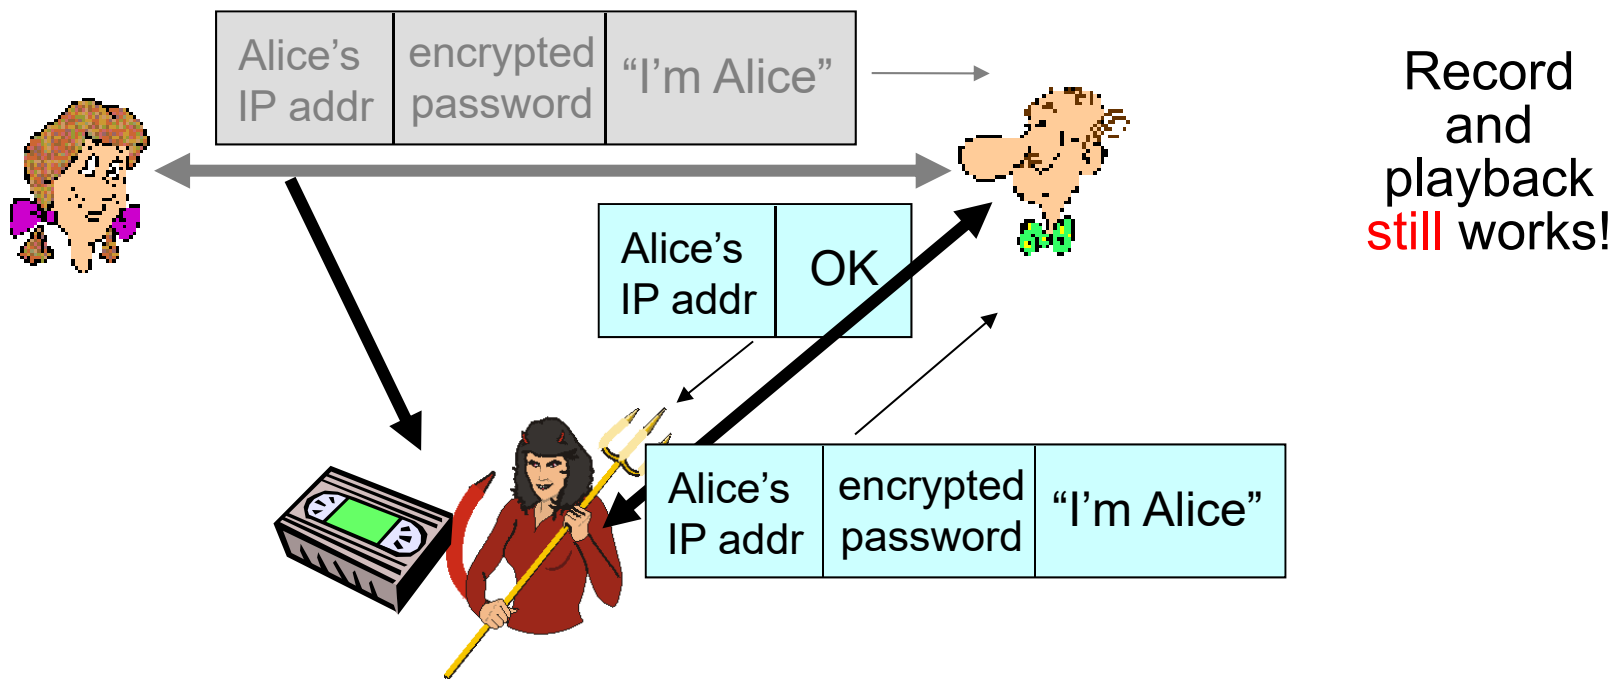 Alice’s
IP addr
encrypted
password
“I’m Alice”
Record
and
playback
still works!
Alice’s
IP addr
OK
Alice’s
IP addr
encrypted
password
“I’m Alice”